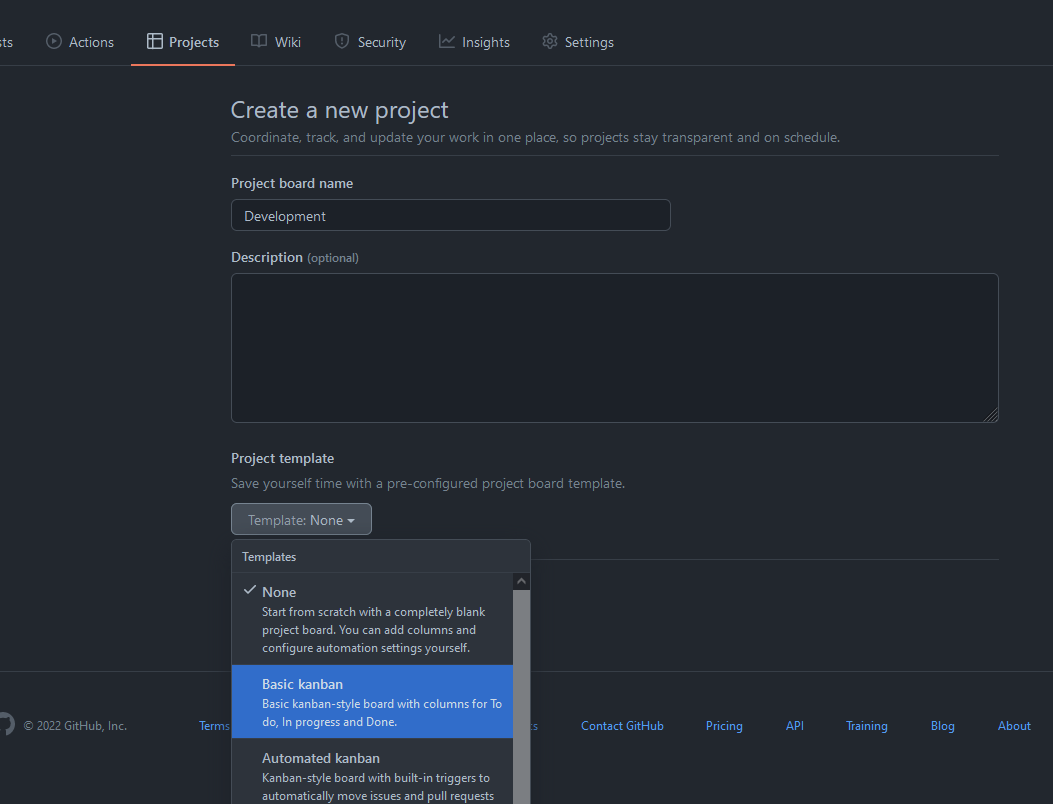 Actions Projects Wiki Security Insights Settings
Create a new project
Coordinate, track, and update your work in one place, so projects stay transparent and on schedule.
Project board name
Development
Description (optional)
Project template
Save yourself time with a pre-configured project board template.
Template: None
Templates
None
Start from scratch with a completely blank
project board. You can add columns and
configure automation settings yourself.
Basic kanban
Basic kanban-style board with columns for To
do, In progress and Done.
Automated kanban
Kanban-style board with built-in triggers to
automatically move issues and pull requests
© 2022 GitHub, Inc. Terms Contact GitHub Pricing API Training Blog About